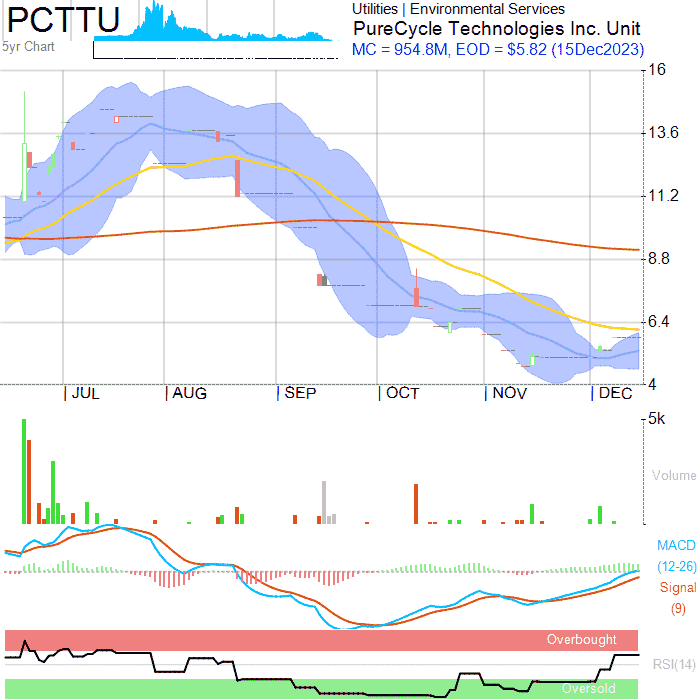 PCTTU
5yr Chart
Utilities | Environmental Services
PureCycle Technologies Inc. Unit
MC = 954.8M, EOD = $5.82 (15Dec2023)
16
13.6
11.2
8.8
6.4
4
JUL AUG SEP OCT NOV DEC
5k
Volume
MACD
(12-26)
Signal
(9)
Overbought
RSI(14)
Oversold